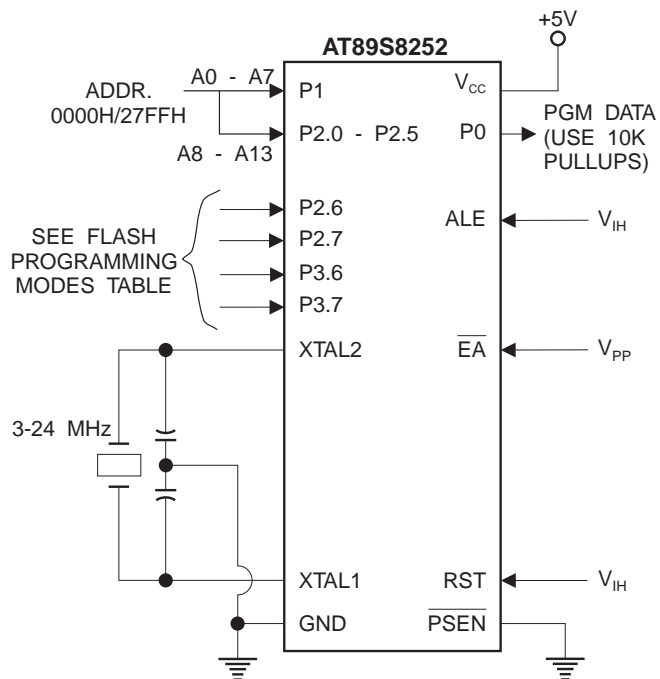 +5V
AT89S8252
ADDR.
0000H/27FFH
A0 - A7
P1
VCC
P2.0 - P2.5
P0
PGM DATA
(USE 10K
PULLUPS)
A8 - A13
P2.6
ALE
VIH
SEE FLASH
PROGRAMMING
MODES TABLE
P2.7
P3.6
P3.7
XTAL2
EA
VPP
3-24 MHz
XTAL1
RST
VIH
GND
PSEN